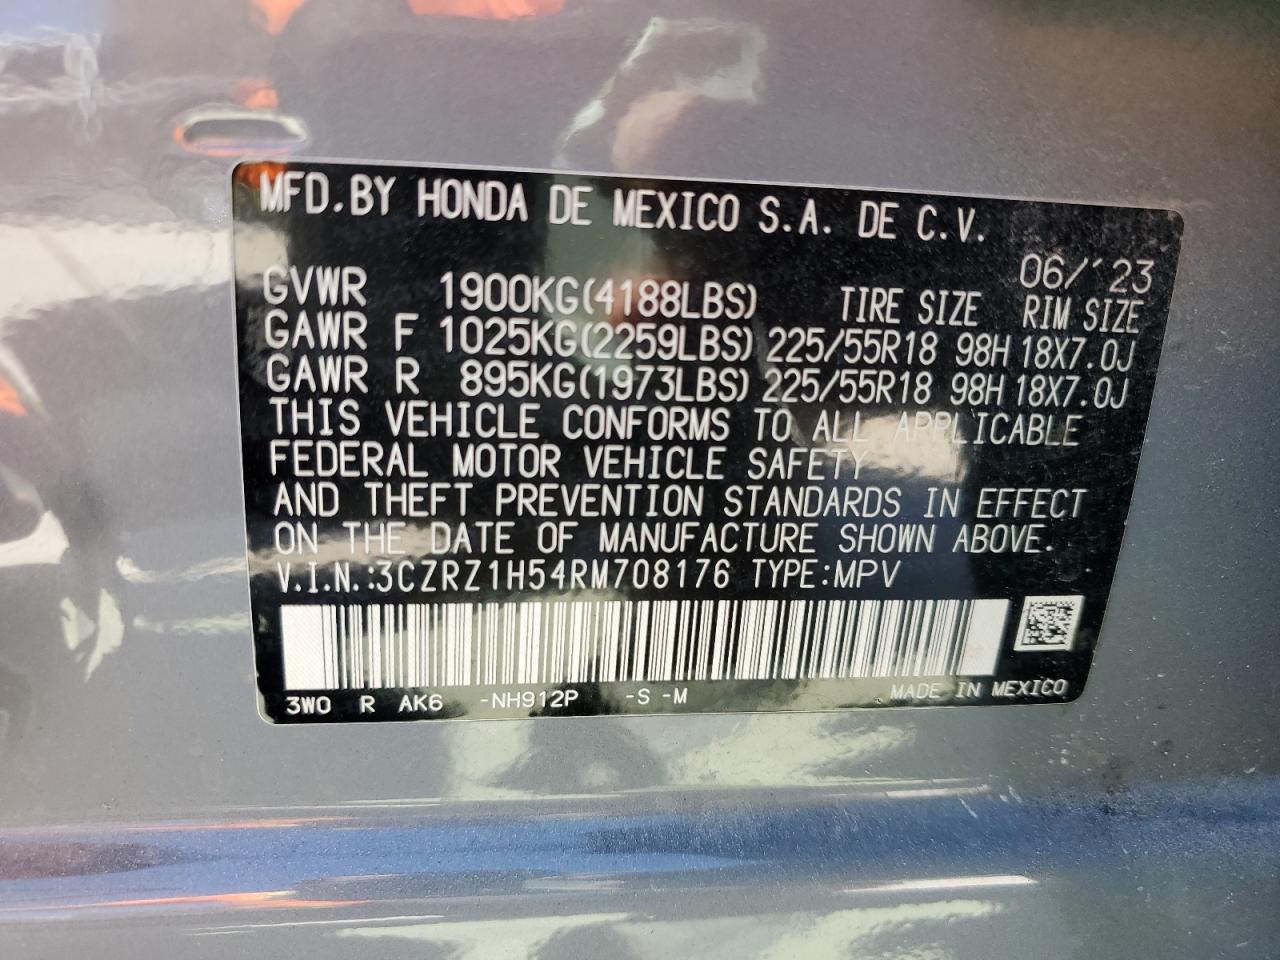 MFD.BY HONDA DE MEXICO S.A. DE C.V.
06/'23
GVWR 1900KG(4188LBS) TIRE SIZE RIM SIZE
GAWR F 1025KG(2259LBS) 225/55R18 98H 18X7.0J
GAWR R 895KG(1973LBS) 225/55R18 98H 18X7.0J
THIS VEHICLE CONFORMS TO ALL APPLICABLE
FEDERAL MOTOR VEHICLE SAFETY
AND THEFT PREVENTION STANDARDS IN EFFECT
ON THE DATE OF MANUFACTURE SHOWN ABOVE.
V.I.N.:3CZRZ1H54RM708176 TYPE:MPV
3W0 R AK6 -NH912P -S -M MADE IN MEXICO